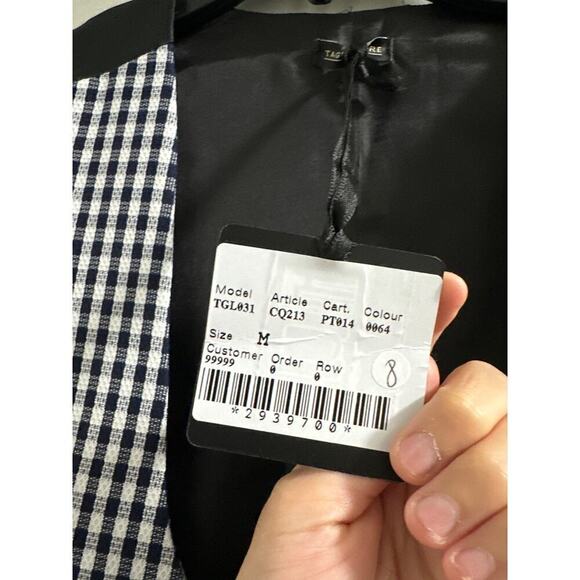 Model Article Cart. Colour
TGL031 CQ213 PT014 0064
Size M
Customer Order Row
99999 0 0
8
*2939700*